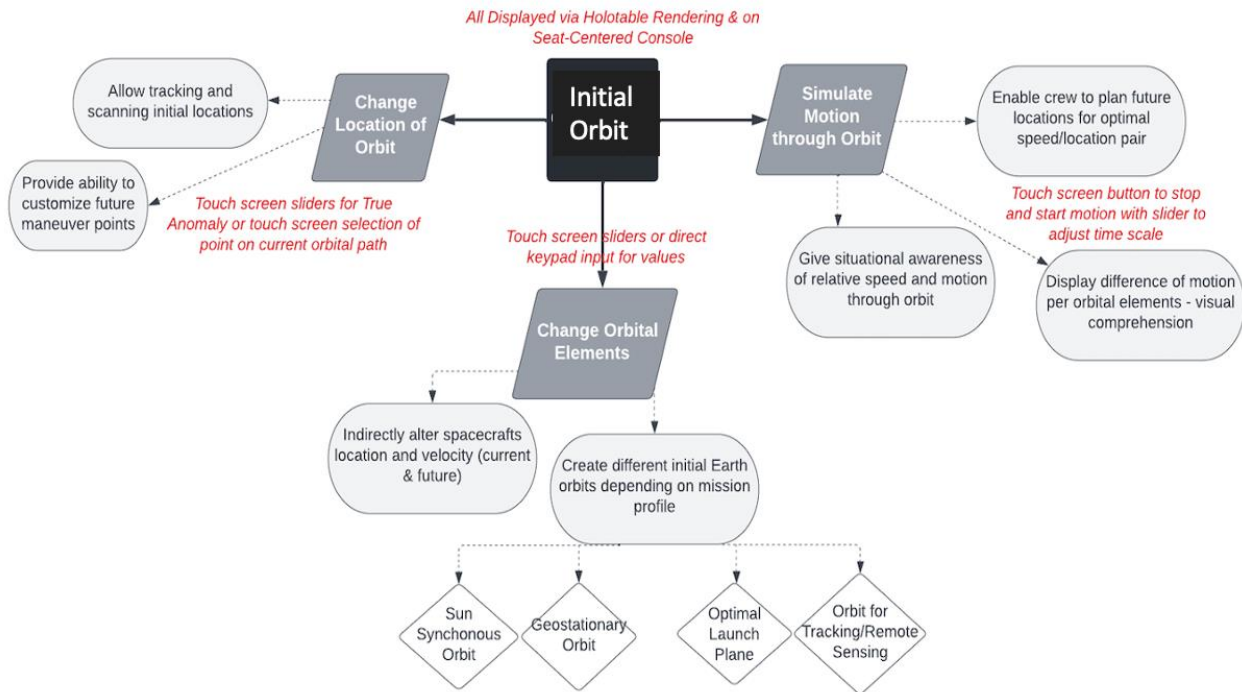 All Displayed via Holotable Rendering & on
Seat-Centered Console
Allow tracking and
scanning initial locations
Change
Location of
Orbit
Initial
Orbit
Simulate
Motion
through Orbit
Enable crew to plan future
locations for optimal
speed/location pair
Provide ability to
customize future
maneuver points
Touch screen sliders for True
Anomaly or touch screen selection of
point on current orbital path
Touch screen sliders or direct
keypad input for values
Touch screen button to stop
and start motion with slider to
adjust time scale
Give situational awareness
of relative speed and motion
through orbit
Display difference of motion
per orbital elements - visual
comprehension
Change Orbital
Elements
Indirectly alter spacecrafts
location and velocity (current
& future)
Create different initial Earth
orbits depending on mission
profile
Sun
Synchonous
Orbit
Geostationary
Orbit
Optimal
Launch
Plane
Orbit for
Tracking/Remote
Sensing